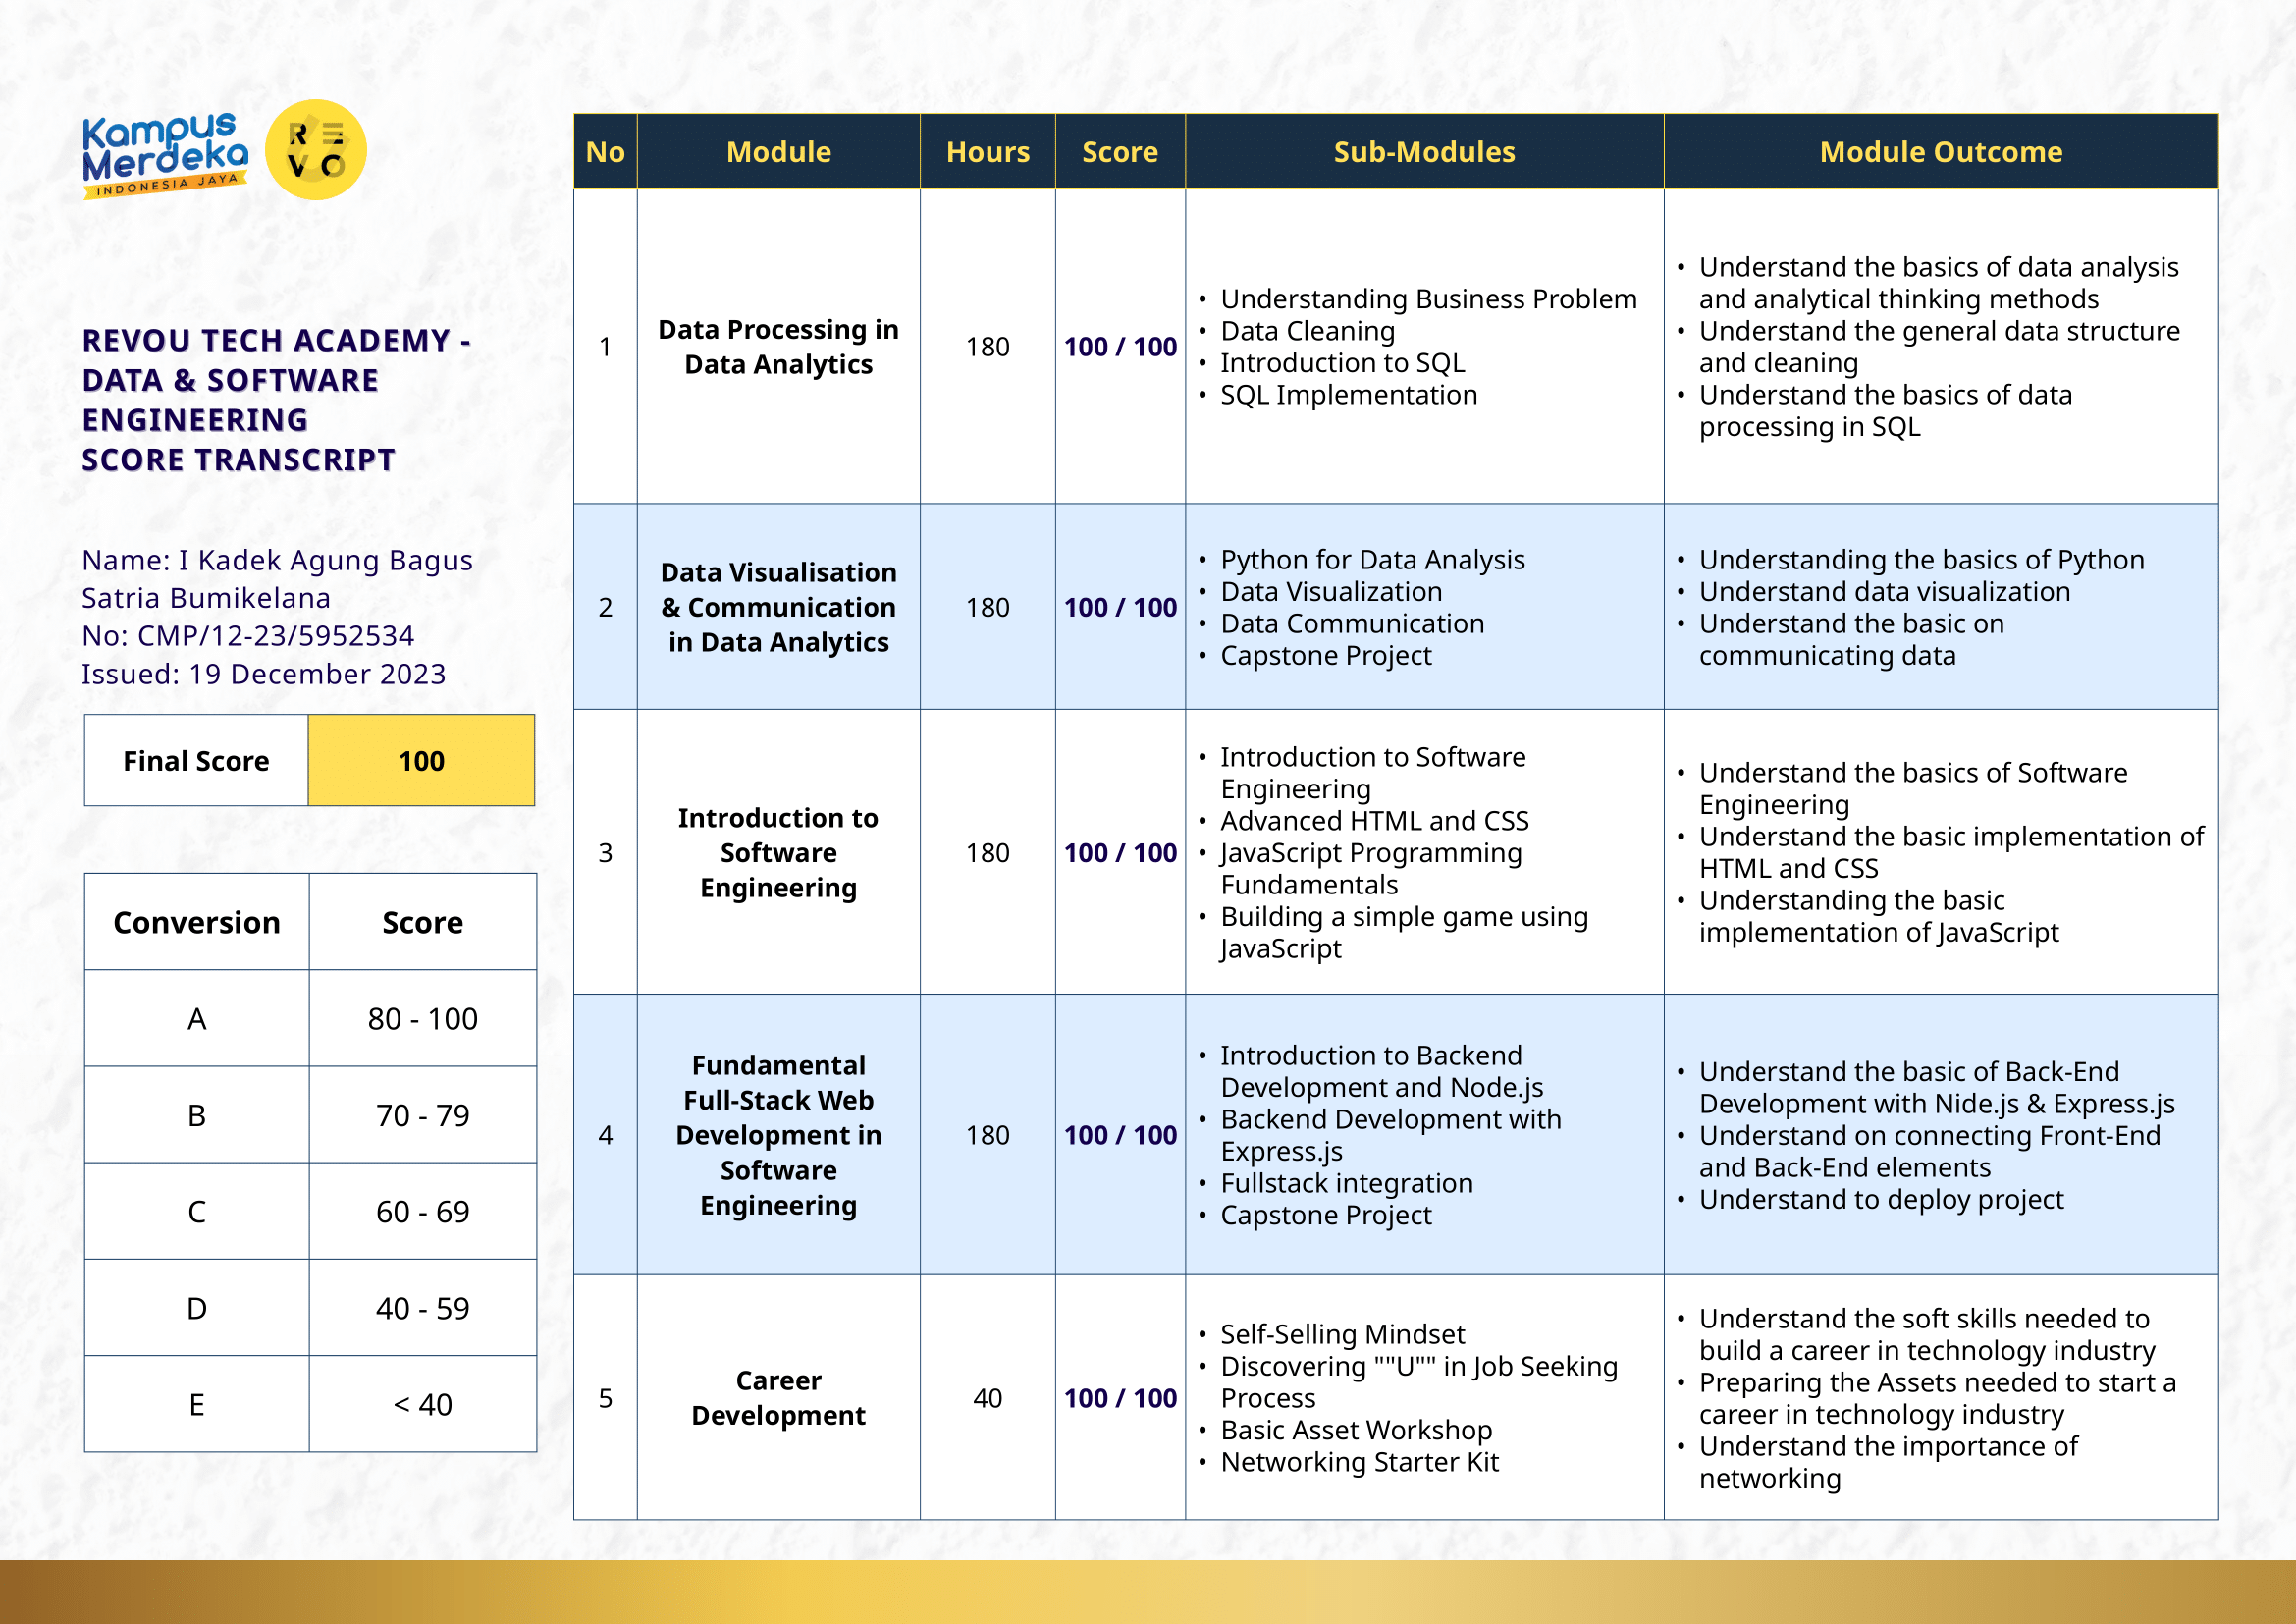 Kampus
Merdeka
INDONESIA JAYA
R E
V O
REVOU TECH ACADEMY -
DATA & SOFTWARE
ENGINEERING
SCORE TRANSCRIPT
Name: I Kadek Agung Bagus
Satria Bumikelana
No: CMP/12-23/5952534
Issued: 19 December 2023
Final Score 100
Conversion Score
A 80 - 100
B 70 - 79
C 60 - 69
D 40 - 59
E < 40
No Module Hours Score Sub-Modules Module Outcome
1
Data Processing in
Data Analytics
180
100 / 100
• Understanding Business Problem
• Data Cleaning
• Introduction to SQL
• SQL Implementation
• Understand the basics of data analysis
and analytical thinking methods
• Understand the general data structure
and cleaning
• Understand the basics of data
processing in SQL
2
Data Visualisation
& Communication
in Data Analytics
180
100 / 100
• Python for Data Analysis
• Data Visualization
• Data Communication
• Capstone Project
• Understanding the basics of Python
• Understand data visualization
• Understand the basic on
communicating data
3
Introduction to
Software
Engineering
180
100 / 100
• Introduction to Software
Engineering
• Advanced HTML and CSS
• JavaScript Programming
Fundamentals
• Building a simple game using
JavaScript
• Understand the basics of Software
Engineering
• Understand the basic implementation of
HTML and CSS
• Understanding the basic
implementation of JavaScript
4
Fundamental
Full-Stack Web
Development in
Software
Engineering
180
100 / 100
• Introduction to Backend
Development and Node.js
• Backend Development with
Express.js
• Fullstack integration
• Capstone Project
• Understand the basic of Back-End
Development with Nide.js & Express.js
• Understand on connecting Front-End
and Back-End elements
• Understand to deploy project
5
Career
Development
40
100 / 100
• Self-Selling Mindset
• Discovering ""U"" in Job Seeking
Process
• Basic Asset Workshop
• Networking Starter Kit
• Understand the soft skills needed to
build a career in technology industry
• Preparing the Assets needed to start a
career in technology industry
• Understand the importance of
networking